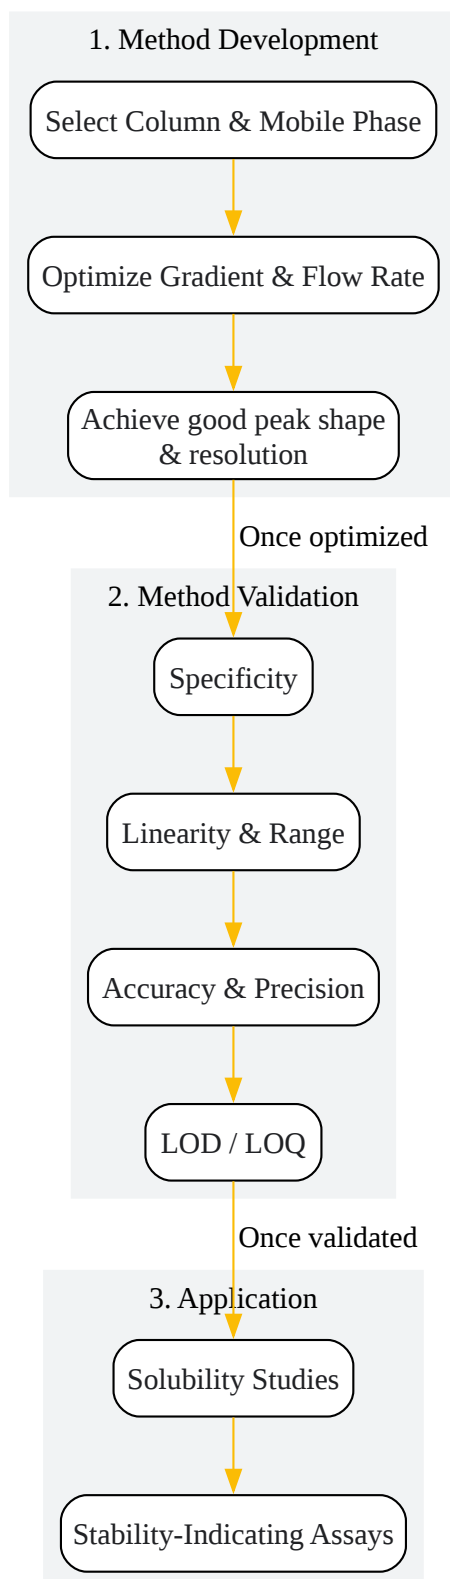 1. Method Development
Select Column & Mobile Phase
Optimize Gradient & Flow Rate
Achieve good peak shape
& resolution
Once optimized
2. Method Validation
Specificity
Linearity & Range
Accuracy & Precision
LOD / LOQ
Once validated
3. Application
Solubility Studies
Stability-Indicating Assays